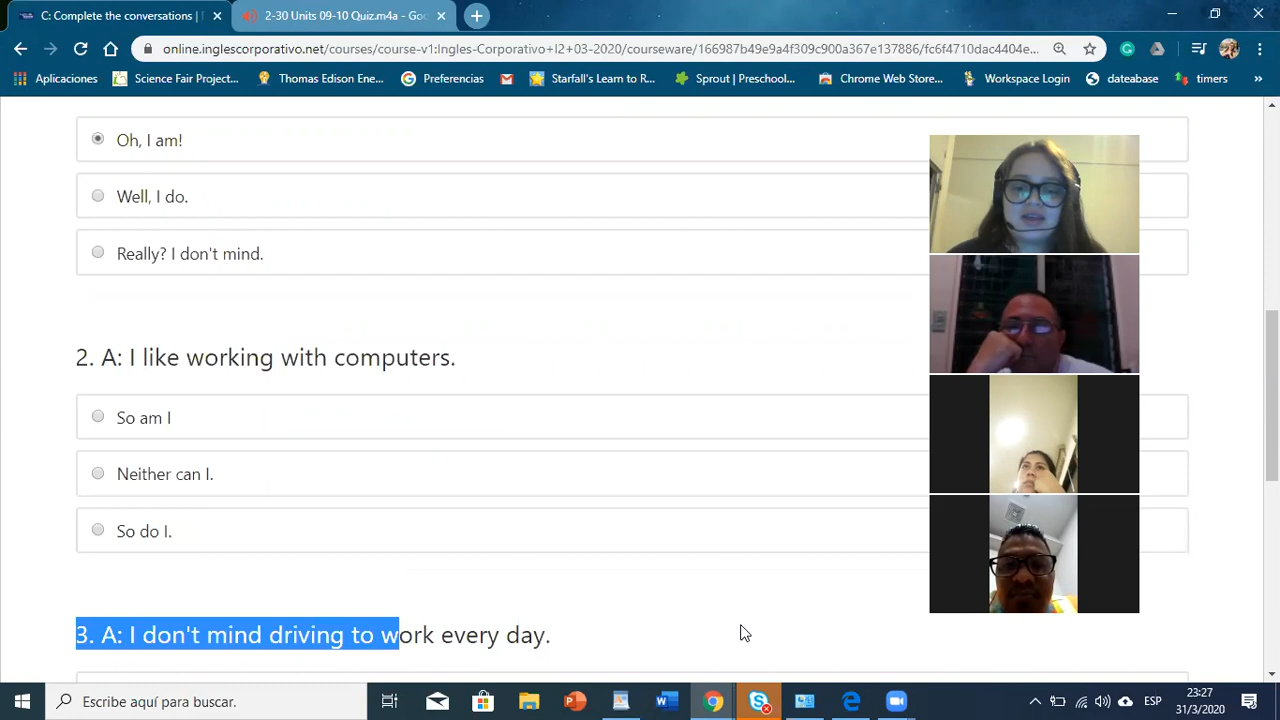 C: Complete the conversations |
2-30 Units 09-10 Quiz.m4a - Goo
online.inglescorporativo.net/courses/course-v1:Ingles-Corporativo+I2+03-2020/courseware/166987b49e9a4f309c900a367e137886/fc6f4710dac4404e...
Aplicaciones Science Fair Project... Thomas Edison Ene... Preferencias Starfall's Learn to R... Sprout | Preschool... Chrome Web Store... Workspace Login dateabase timers »
Oh, I am!
Well, I do.
Really? I don't mind.
2. A: I like working with computers.
So am I
Neither can I.
So do I.
3. A: I don't mind driving to work every day.
Escribe aquí para buscar.
ESP
23:27
31/3/2020